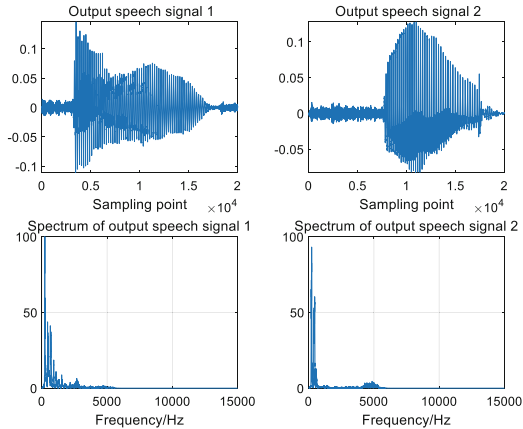 Output speech signal 1
0.1
0.05
0
-0.05
-0.1
0 0.5 1 1.5 2
Sampling point ×10^4
Output speech signal 2
0.1
0.05
0
-0.05
0 0.5 1 1.5 2
Sampling point ×10^4
Spectrum of output speech signal 1
100
50
0
0 5000 10000 15000
Frequency/Hz
Spectrum of output speech signal 2
100
50
0
0 5000 10000 15000
Frequency/Hz